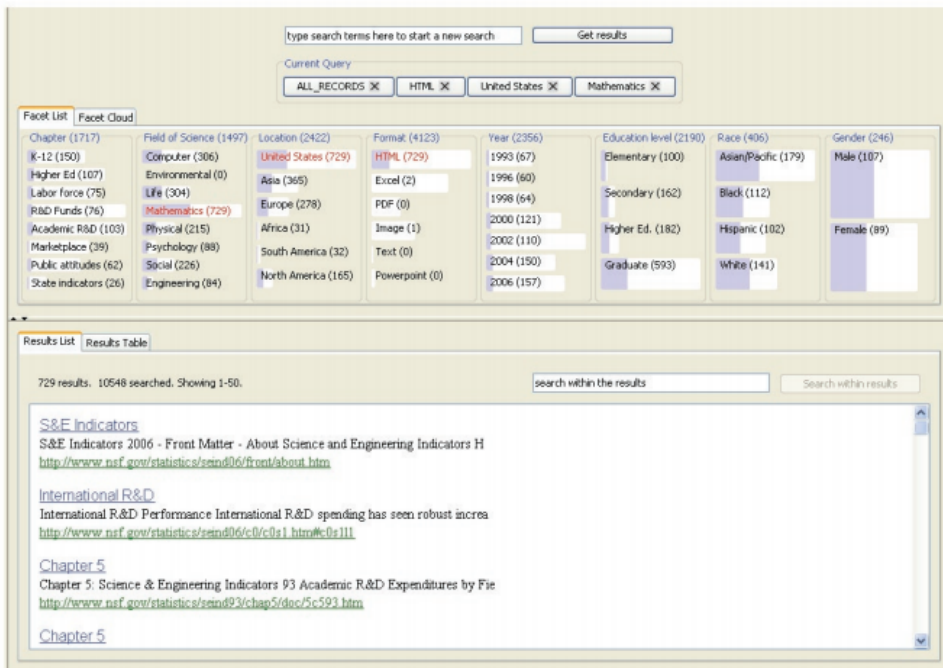 type search terms here to start a new search
Get results
Current Query
ALL_RECORDS X
HTML X
United States X
Mathematics X
Facet List
Facet Cloud
Chapter (1717)
K-12 (150)
Higher Ed (107)
Labor force (75)
R&D Funds (76)
Academic R&D (103)
Marketplace (39)
Public attitudes (62)
State indicators (26)
Field of Science (1497)
Computer (306)
Environmental (0)
Life (304)
Mathematics (729)
Physical (215)
Psychology (88)
Social (226)
Engineering (84)
Location (2422)
United States (729)
Asia (365)
Europe (278)
Africa (31)
South America (32)
North America (165)
Format (4123)
HTML (729)
Excel (2)
PDF (0)
Image (1)
Text (0)
Powerpoint (0)
Year (2356)
1993 (67)
1996 (60)
1998 (64)
2000 (121)
2002 (110)
2004 (150)
2006 (157)
Education level (2190)
Elementary (100)
Secondary (162)
Higher Ed. (182)
Graduate (593)
Race (406)
Asian/Pacific (179)
Black (112)
Hispanic (102)
White (141)
Gender (246)
Male (107)
Female (89)
Results List
Results Table
729 results. 10548 searched. Showing 1-50.
search within the results
Search within results
S&E Indicators
S&E Indicators 2006 - Front Matter - About Science and Engineering Indicators H
http://www.nsf.gov/statistics/seind06/front/about.htm
International R&D
International R&D Performance International R&D spending has seen robust increa
http://www.nsf.gov/statistics/seind06/c0/c0s1.htm#c0s1l1
Chapter 5
Chapter 5: Science & Engineering Indicators 93 Academic R&D Expenditures by Fie
http://www.nsf.gov/statistics/seind93/chap5/doc/5c593.htm
Chapter 5